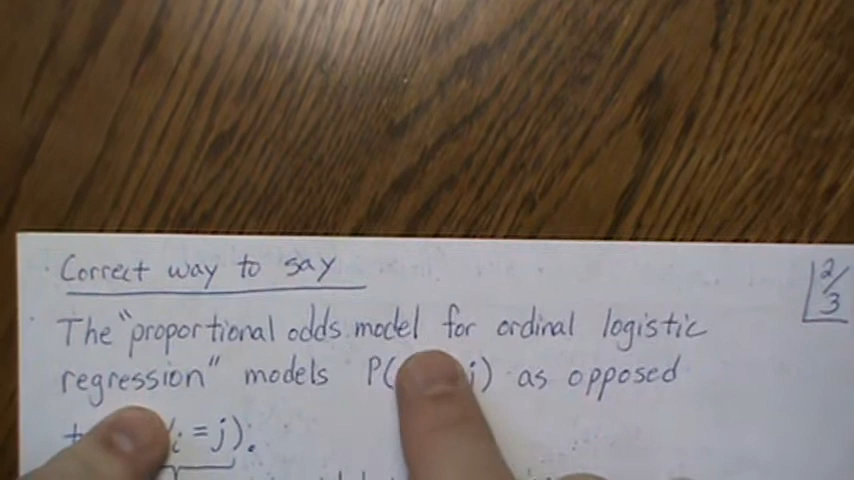 Correct way to say
2/3
The "proportional odds model for ordinal logistic
regression" models P( j) as opposed
i = j).